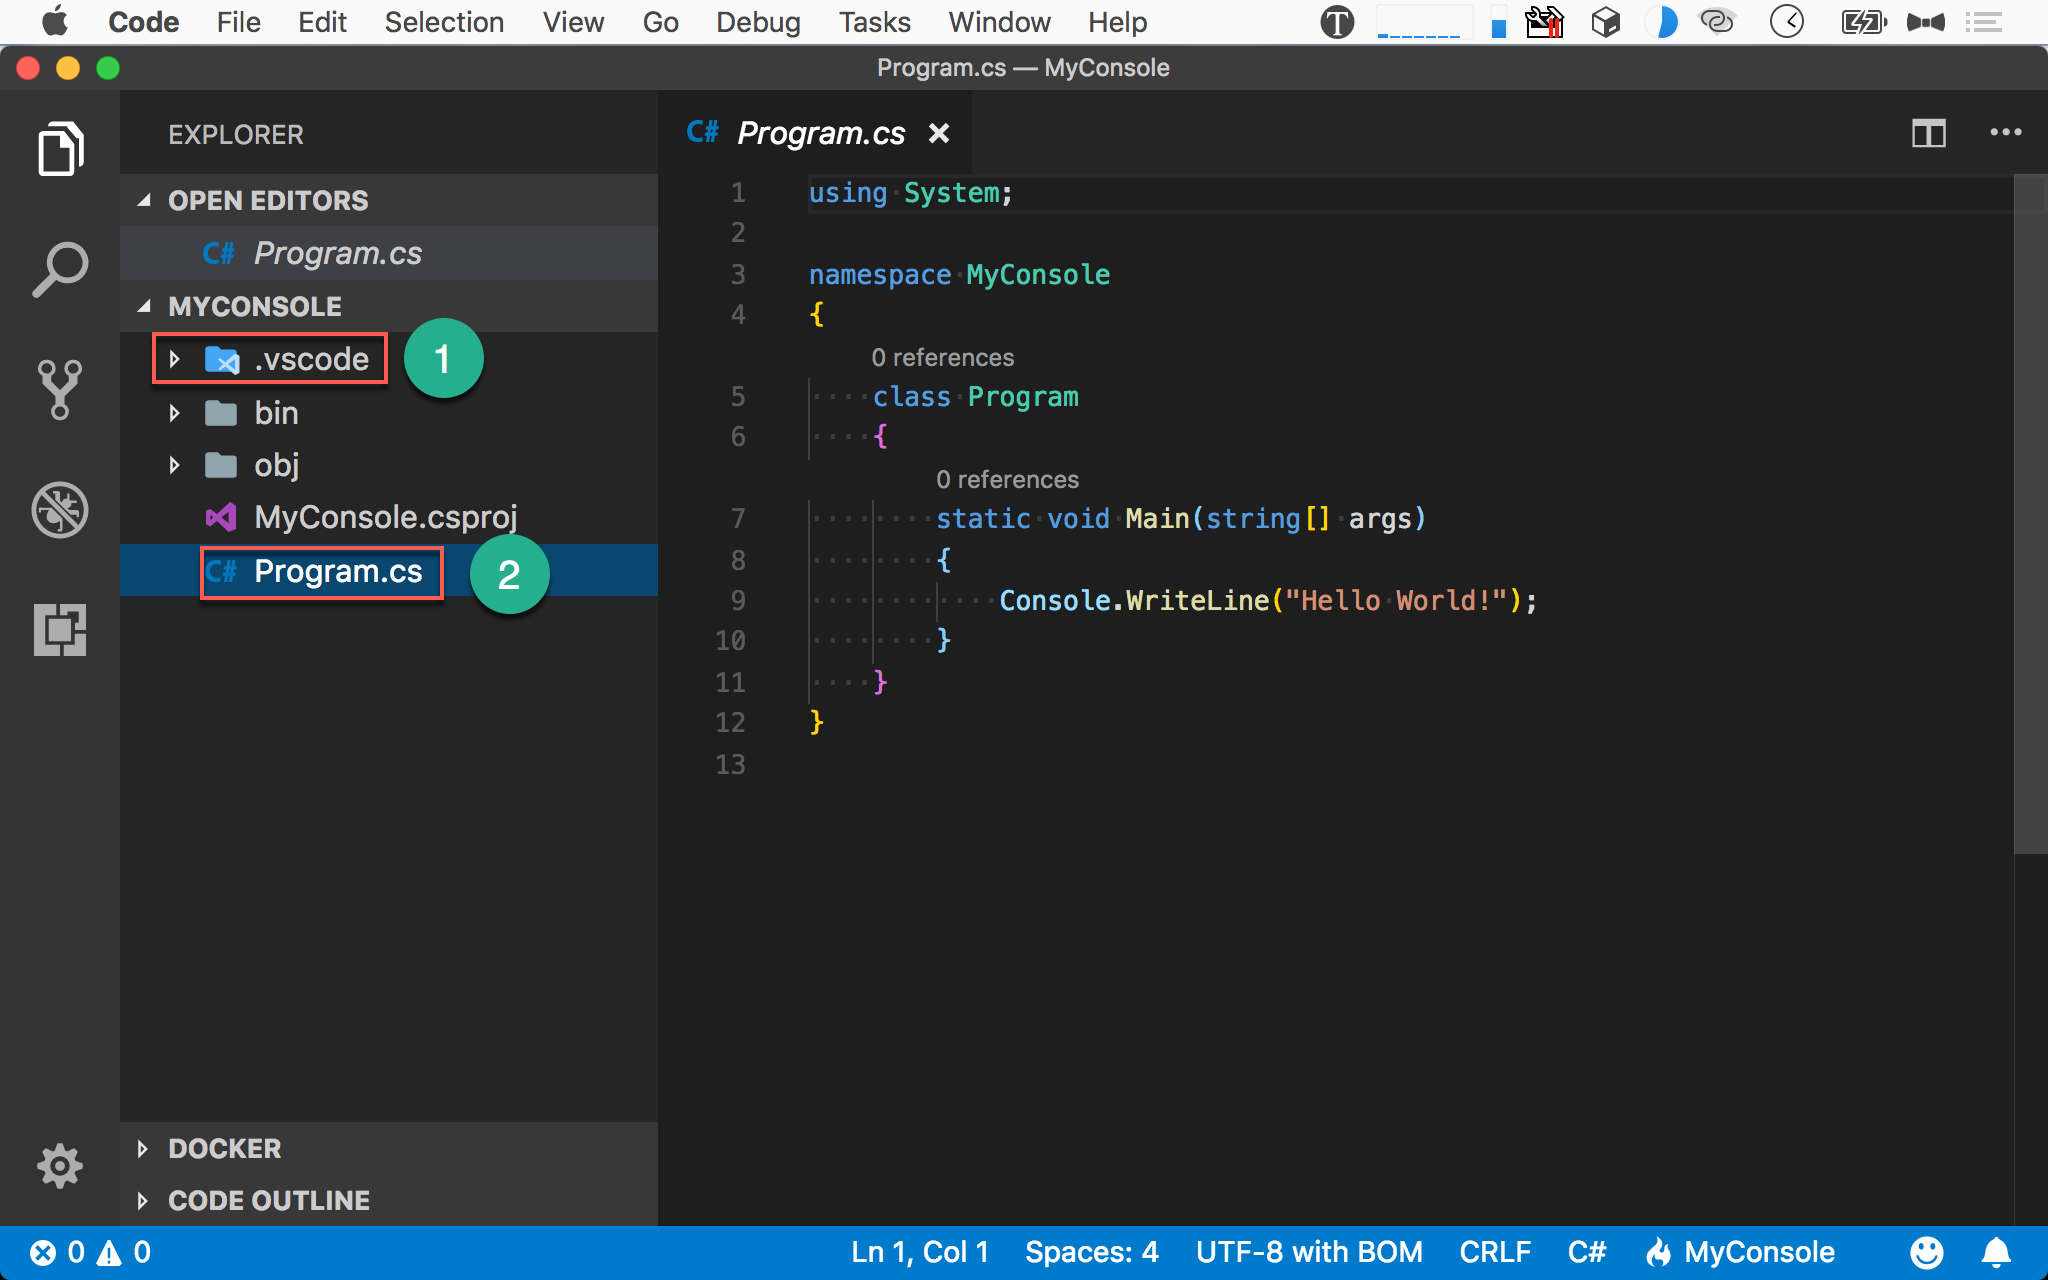 Code File Edit Selection View Go Debug Tasks Window Help
Program.cs — MyConsole
EXPLORER
OPEN EDITORS
C# Program.cs
MYCONSOLE
.vscode
1
bin
obj
MyConsole.csproj
C# Program.cs
2
DOCKER
CODE OUTLINE
C# Program.cs
1 using System;
2
3 namespace MyConsole
4 {
0 references
5 class Program
6 {
0 references
7 static void Main(string[] args)
8 {
9 Console.WriteLine("Hello World!");
10 }
11 }
12 }
13
0 0 Ln 1, Col 1 Spaces: 4 UTF-8 with BOM CRLF C# MyConsole